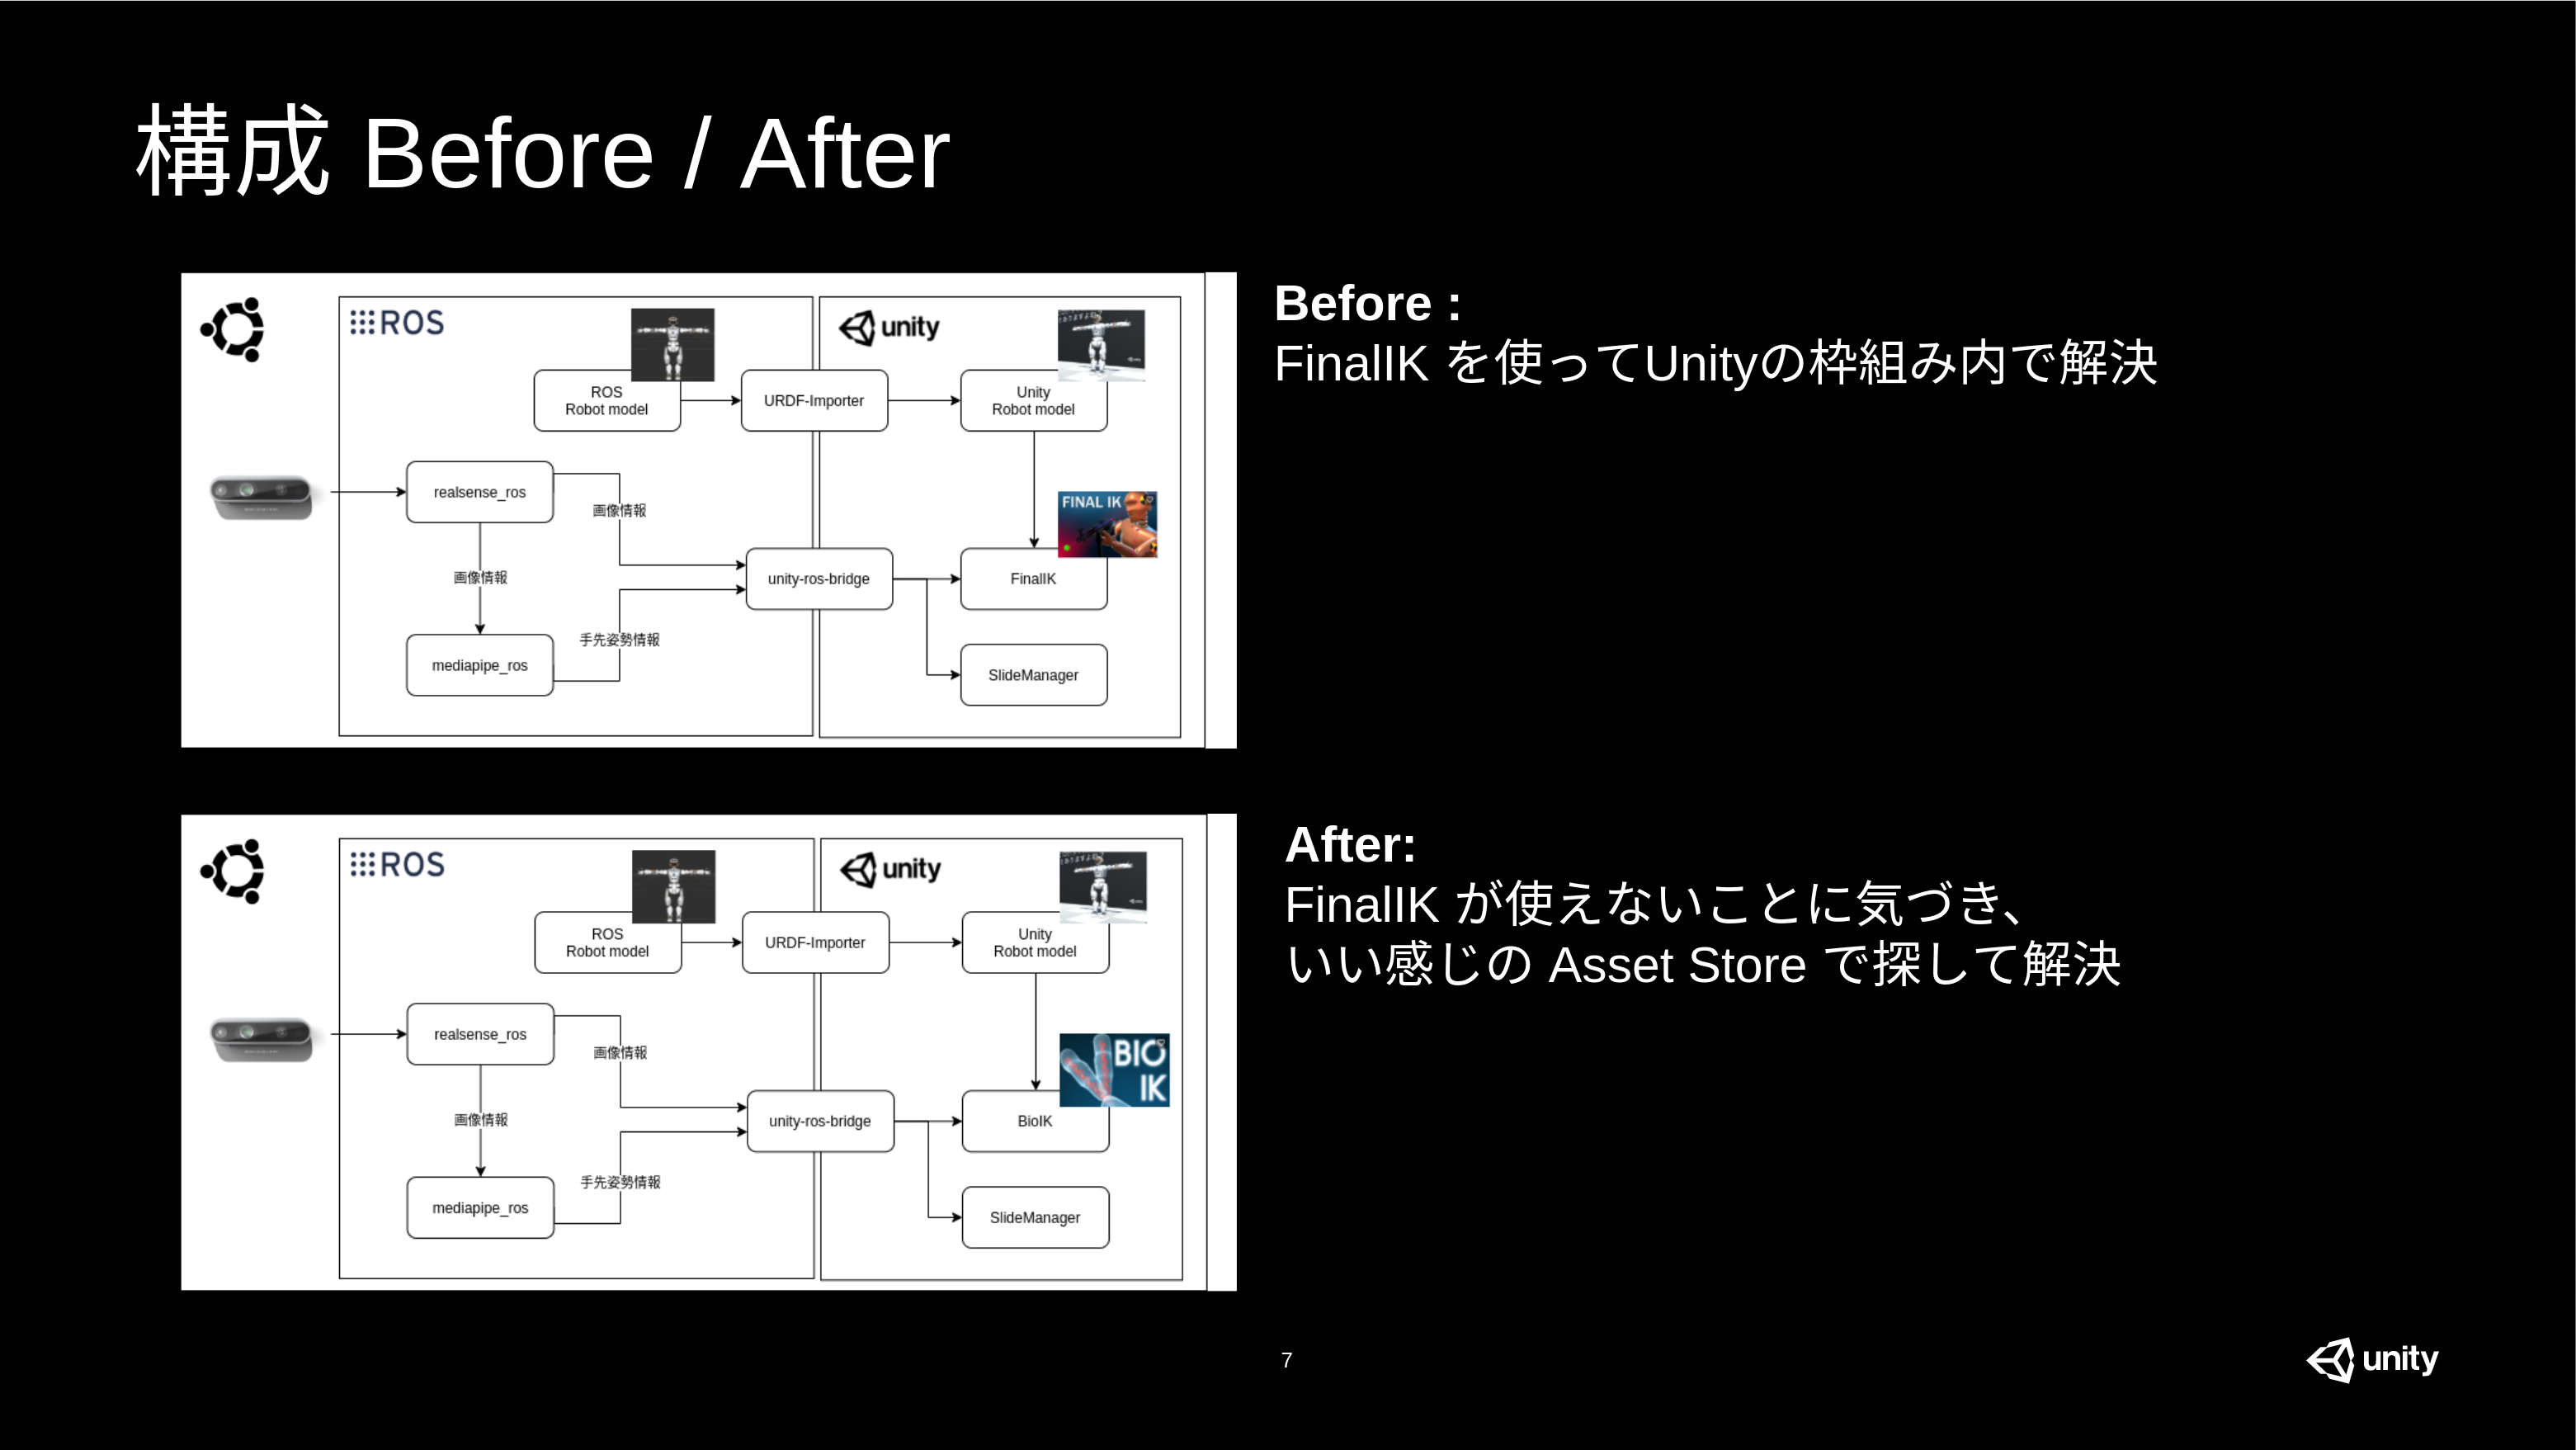 構成 Before / After
ROS
unity
ROS
Robot model
URDF-Importer
Unity
Robot model
realsense_ros
画像情報
FINAL IK
画像情報
unity-ros-bridge
FinalIK
手先姿勢情報
mediapipe_ros
SlideManager
Before :
FinalIK を使ってUnityの枠組み内で解決
ROS
unity
ROS
Robot model
URDF-Importer
Unity
Robot model
realsense_ros
画像情報
BIO
IK
画像情報
unity-ros-bridge
BioIK
手先姿勢情報
mediapipe_ros
SlideManager
After:
FinalIK が使えないことに気づき、
いい感じの Asset Store で探して解決
7
unity